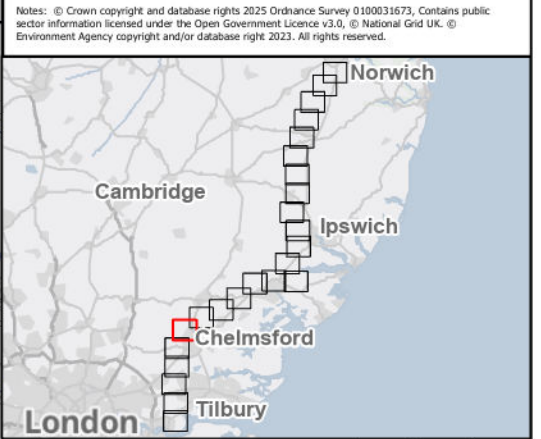 Notes: © Crown copyright and database rights 2025 Ordnance Survey 0100031673, Contains public
sector information licensed under the Open Government Licence v3.0, © National Grid UK. ©
Environment Agency copyright and/or database right 2023. All rights reserved.
Norwich
Cambridge
Ipswich
Chelmsford
Tilbury
London